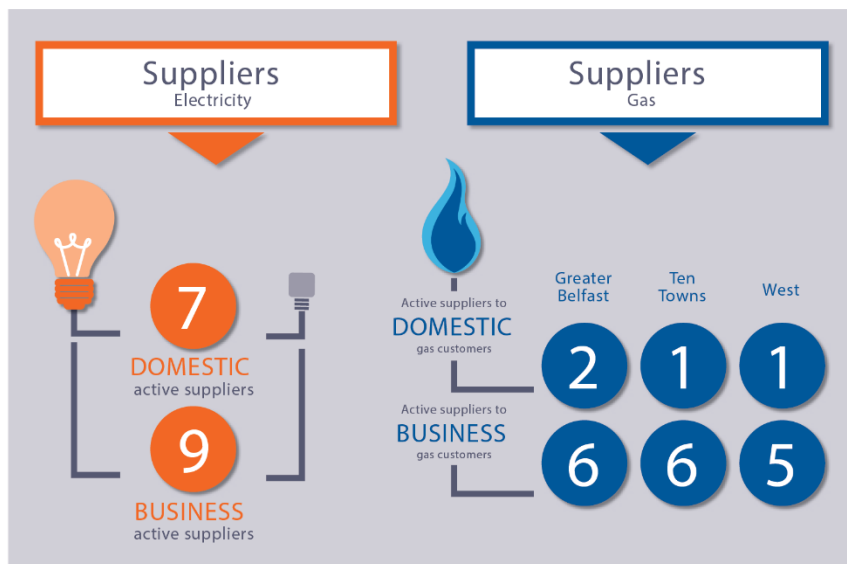 Suppliers
Electricity
7
DOMESTIC
active suppliers
9
BUSINESS
active suppliers
Suppliers
Gas
Greater
Belfast
Ten
Towns
West
Active suppliers to
DOMESTIC
gas customers
2 1 1
Active suppliers to
BUSINESS
gas customers
6 6 5